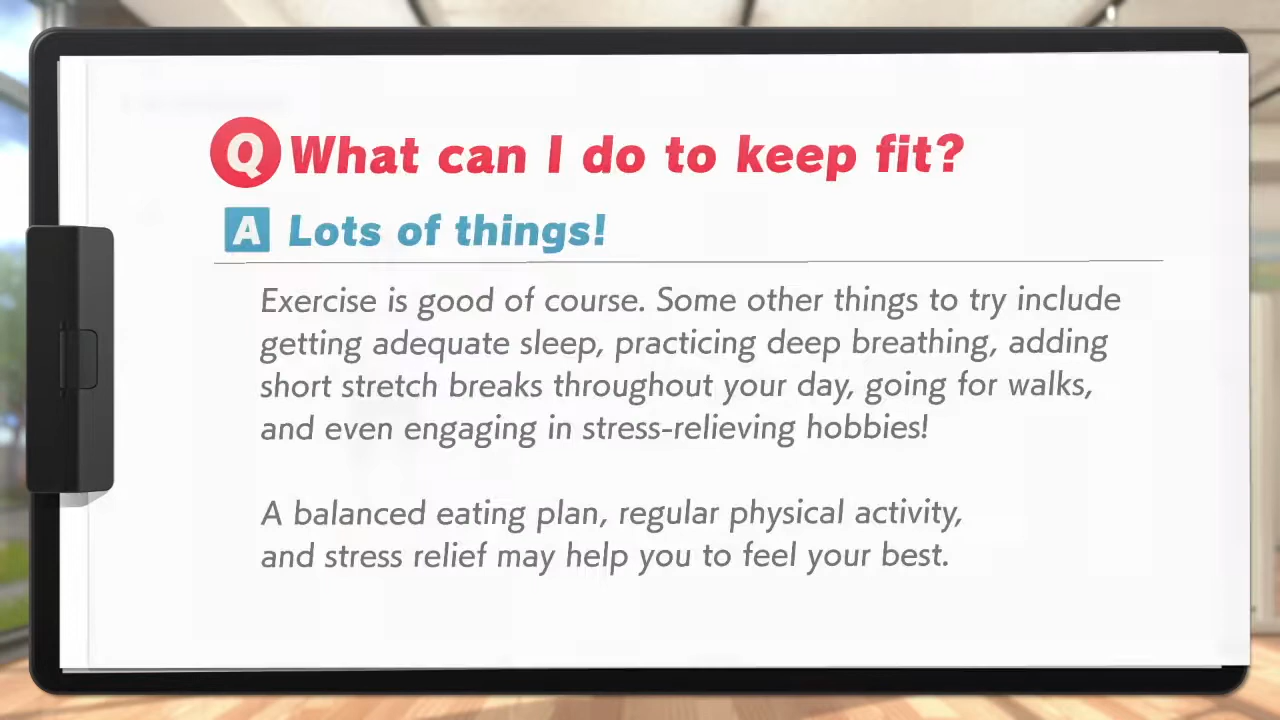 Q What can I do to keep fit?
A Lots of things!
Exercise is good of course. Some other things to try include
getting adequate sleep, practicing deep breathing, adding
short stretch breaks throughout your day, going for walks,
and even engaging in stress-relieving hobbies!
A balanced eating plan, regular physical activity,
and stress relief may help you to feel your best.